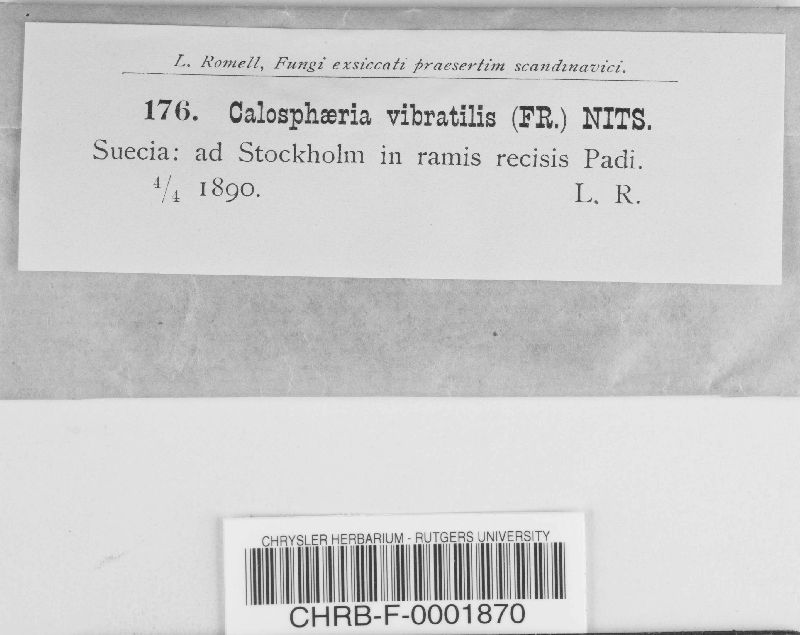 L. Romell, Fungi exsiccati praesertim scandinavici.
176. Calosphæria vibratilis (FR.) NITS.
Suecia: ad Stockholm in ramis recisis Padi.
4/4 1890. L. R.
CHRYSLER HERBARIUM - RUTGERS UNIVERSITY
CHRB-F-0001870